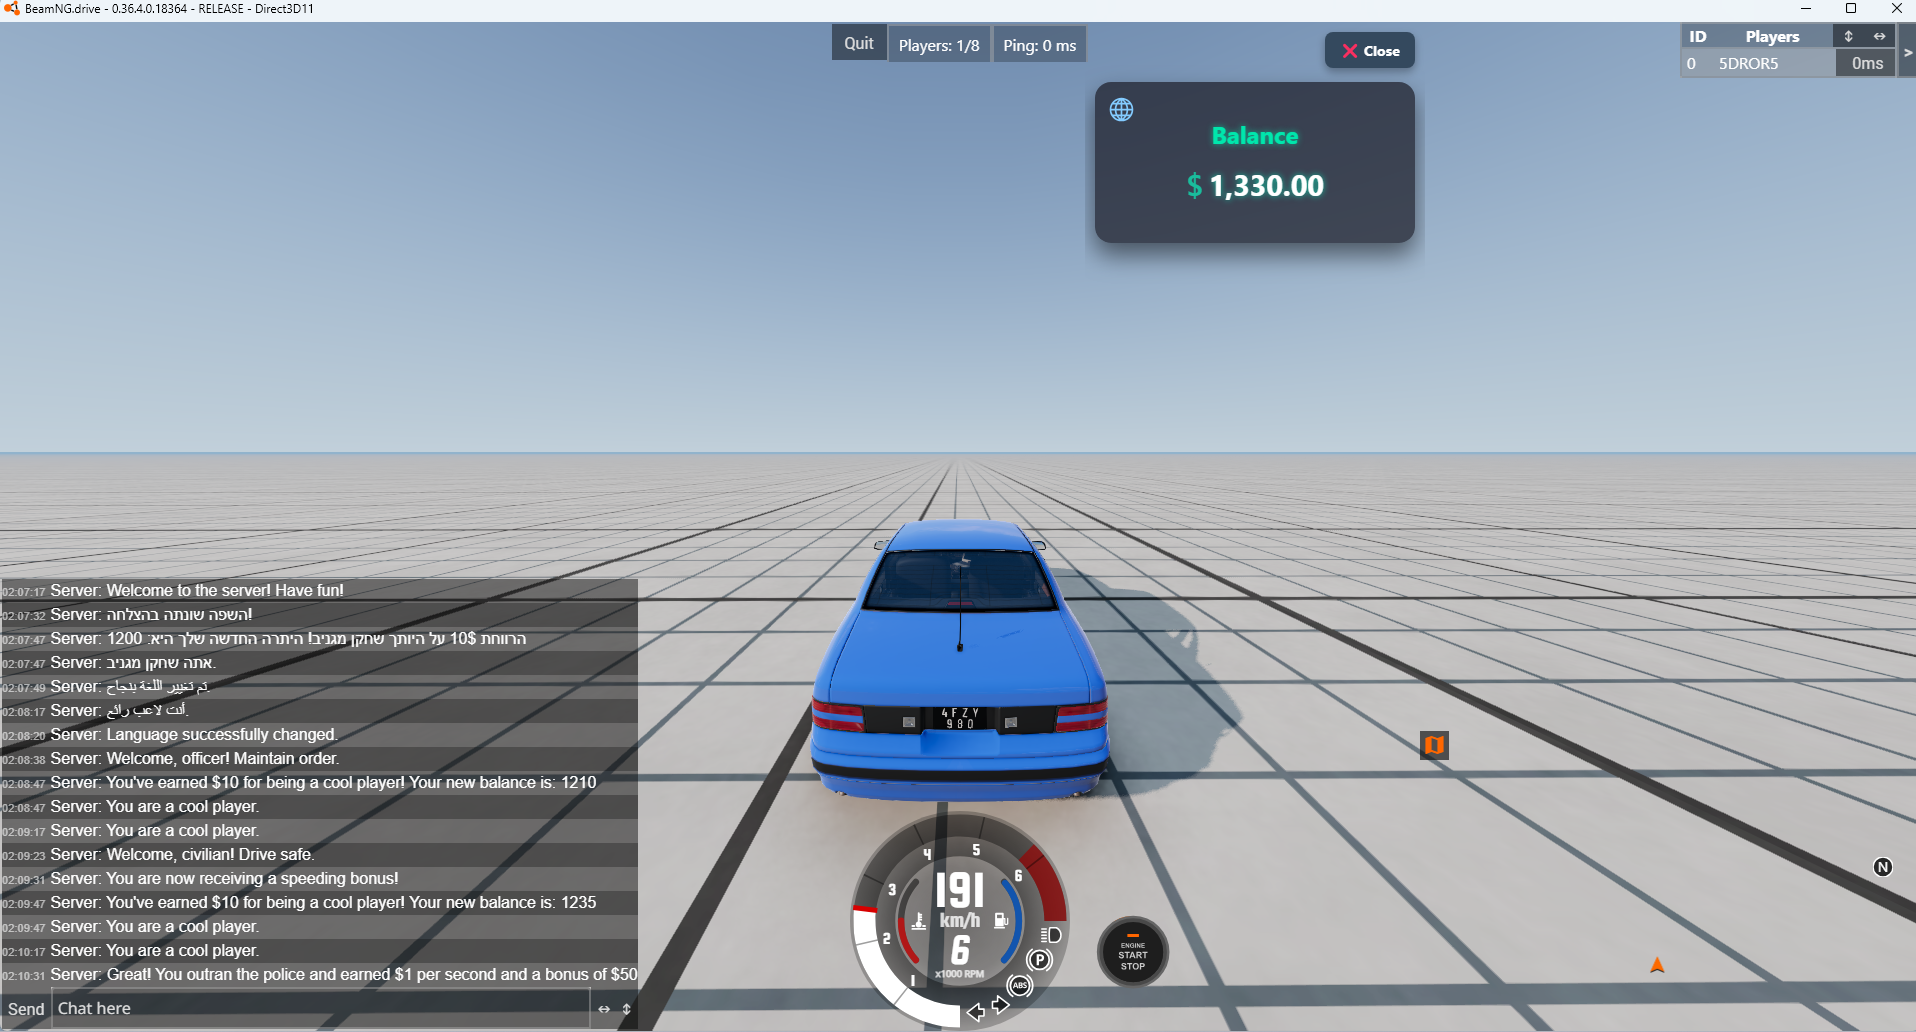 BeamNG.drive - 0.36.4.0.18364 - RELEASE - Direct3D11
Quit
Players: 1/8
Ping: 0 ms
Close
ID Players
0 5DROR5 0ms
>
Balance
$ 1,330.00
02:07:17 Server: Welcome to the server! Have fun!
02:07:32 Server: השפה שונתה בהצלחה!
02:07:47 Server: הרווחת 10$ על היותך שחקן מגניב! היתרה החדשה שלך היא: 1200
02:07:47 Server: אתה שחקן מגניב.
02:07:49 Server: تم تغيير اللغة بنجاح.
02:08:17 Server: أنت لاعب رائع.
02:08:20 Server: Language successfully changed.
02:08:38 Server: Welcome, officer! Maintain order.
02:08:47 Server: You've earned $10 for being a cool player! Your new balance is: 1210
02:08:47 Server: You are a cool player.
02:09:17 Server: You are a cool player.
02:09:23 Server: Welcome, civilian! Drive safe.
02:09:31 Server: You are now receiving a speeding bonus!
02:09:47 Server: You've earned $10 for being a cool player! Your new balance is: 1235
02:09:47 Server: You are a cool player.
02:10:17 Server: You are a cool player.
02:10:31 Server: Great! You outran the police and earned $1 per second and a bonus of $50
Send
Chat here
4FZY
980
1
2
3
4
5
6
191
km/h
6
x1000 RPM
P
ABS
ENGINE
START
STOP
N